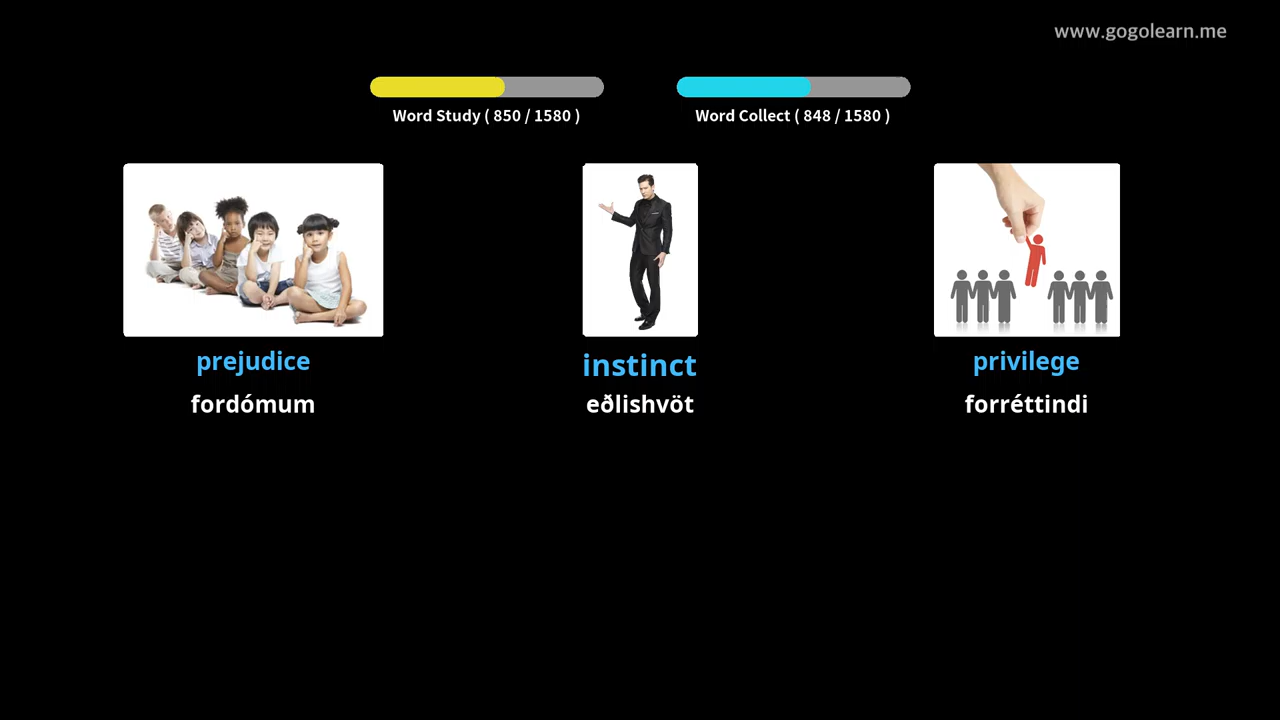 www.gogolearn.me
Word Study ( 850 / 1580 )
Word Collect ( 848 / 1580 )
prejudice
fordómum
instinct
eðlishvöt
privilege
forréttindi